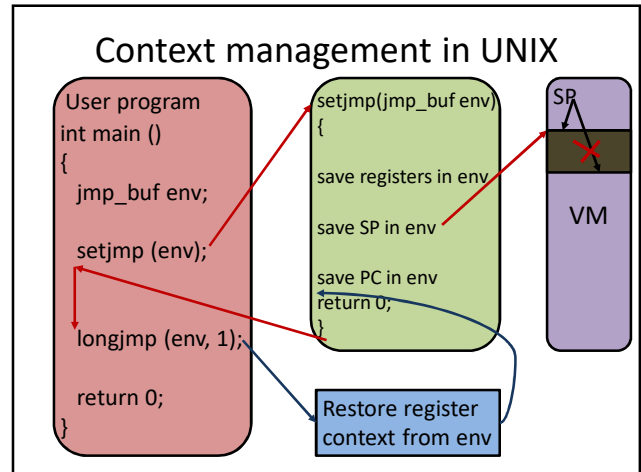 Context management in UNIX
User program
int main ()
{
jmp_buf env;
setjmp (env);
longjmp (env, 1);
return 0;
}
setjmp(jmp_buf env)
{
save registers in env
save SP in env
save PC in env
return 0;
}
Restore register
context from env
SP
VM